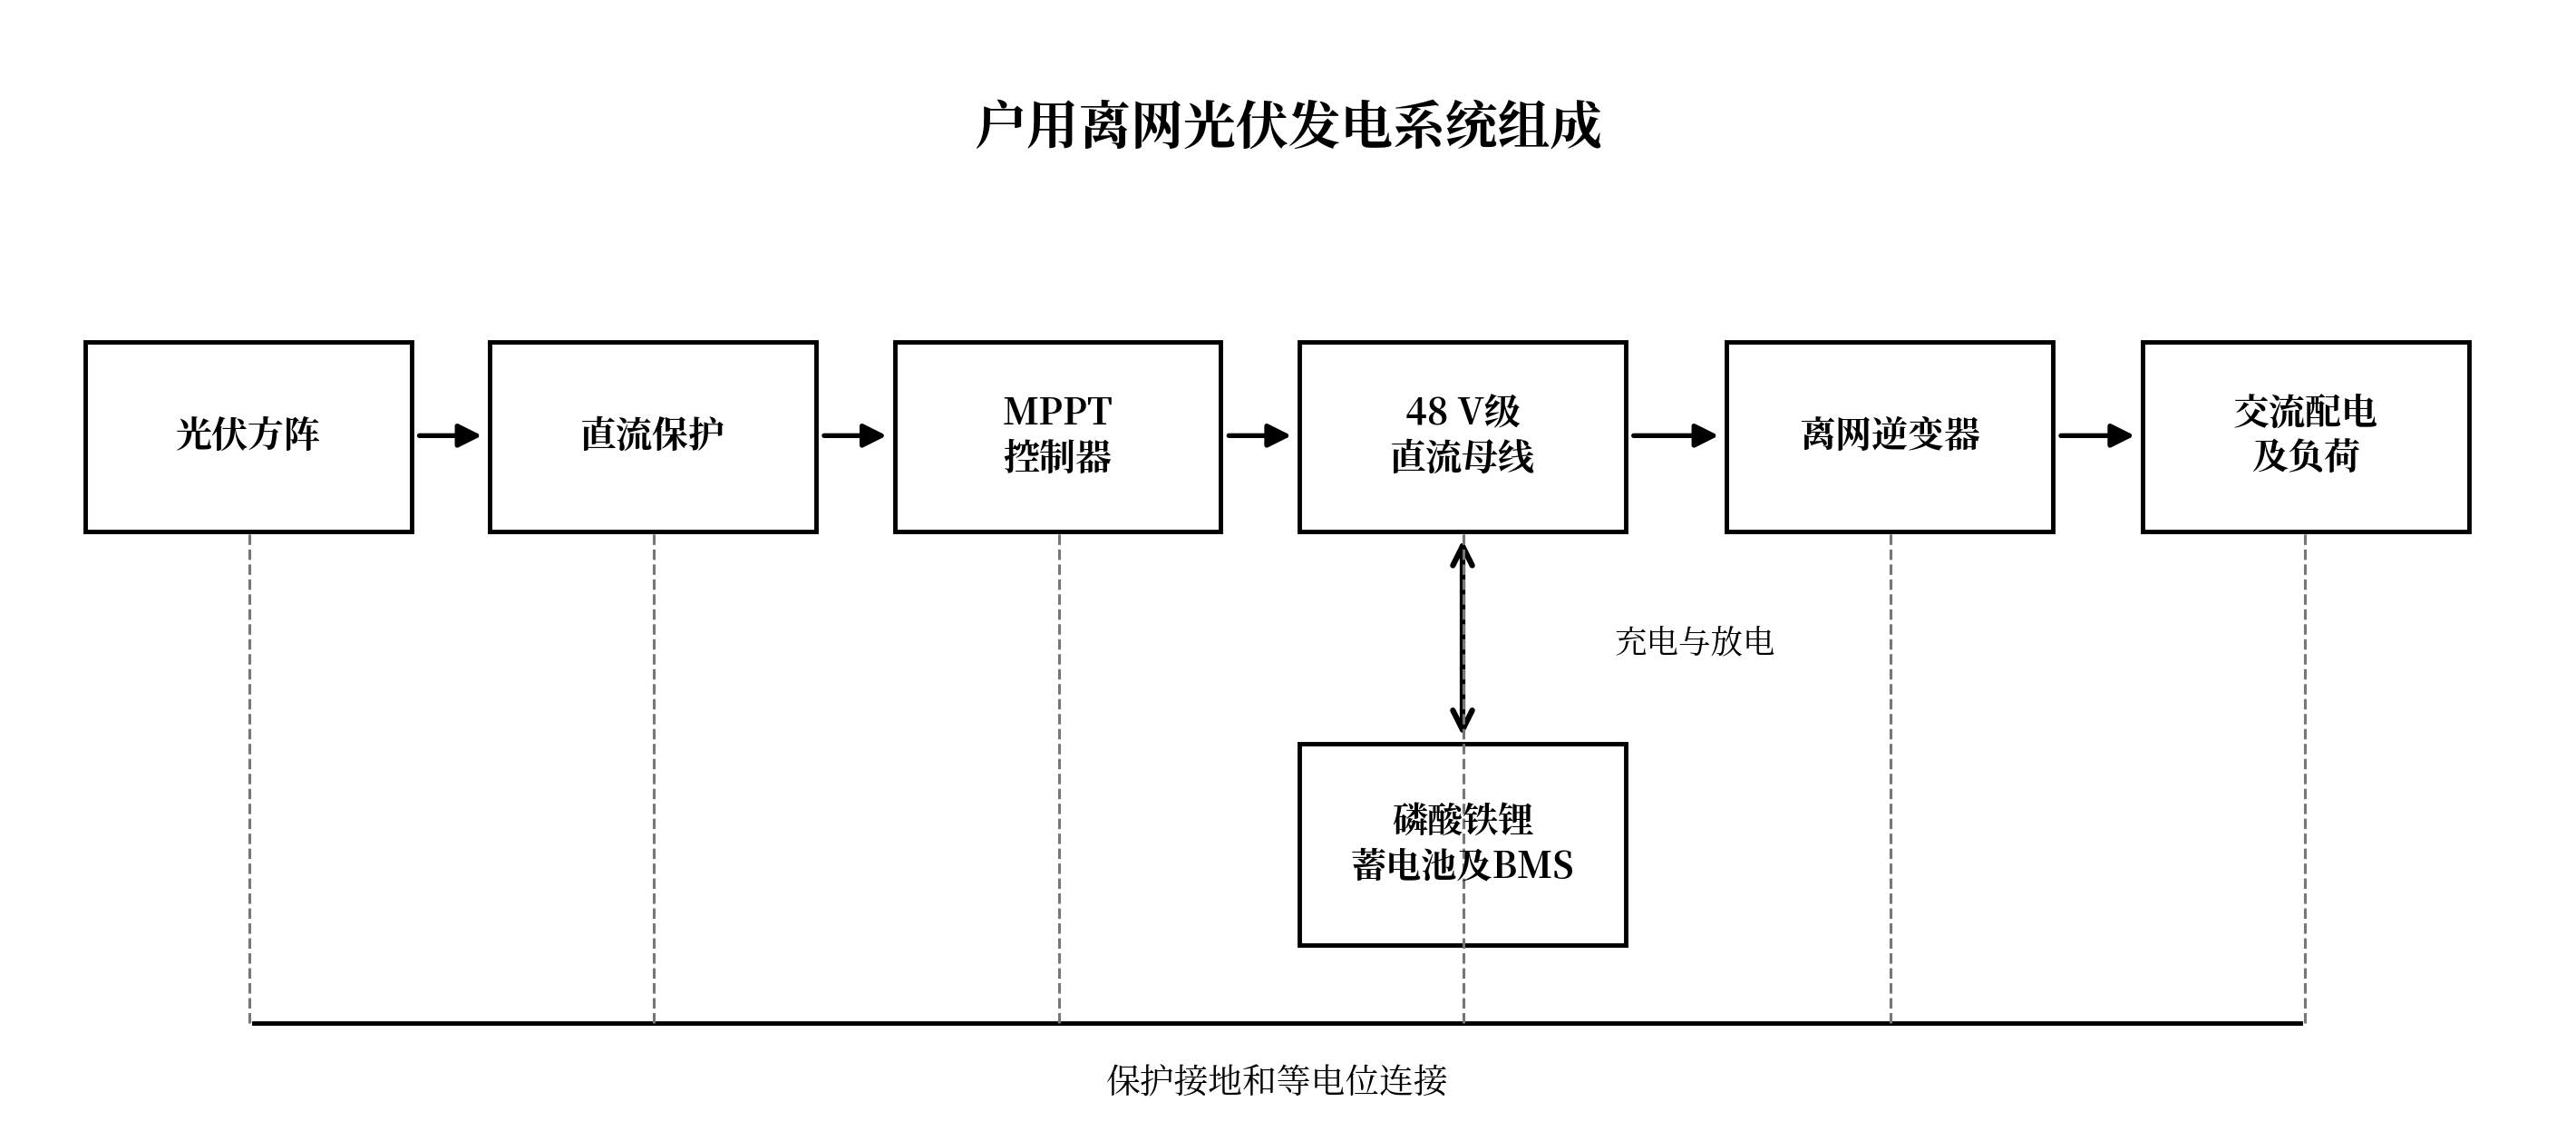 户用离网光伏发电系统组成
光伏方阵
直流保护
MPPT
控制器
48 V级
直流母线
离网逆变器
交流配电
及负荷
充电与放电
磷酸铁锂
蓄电池及BMS
保护接地和等电位连接